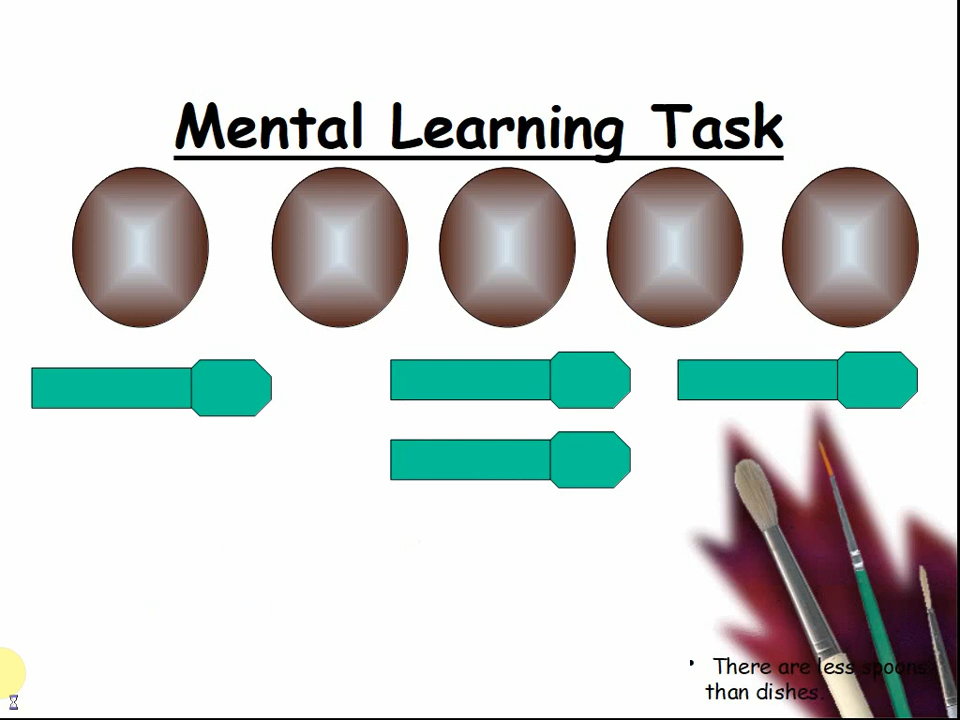 Mental Learning Task
• There are less spoons
than dishes.